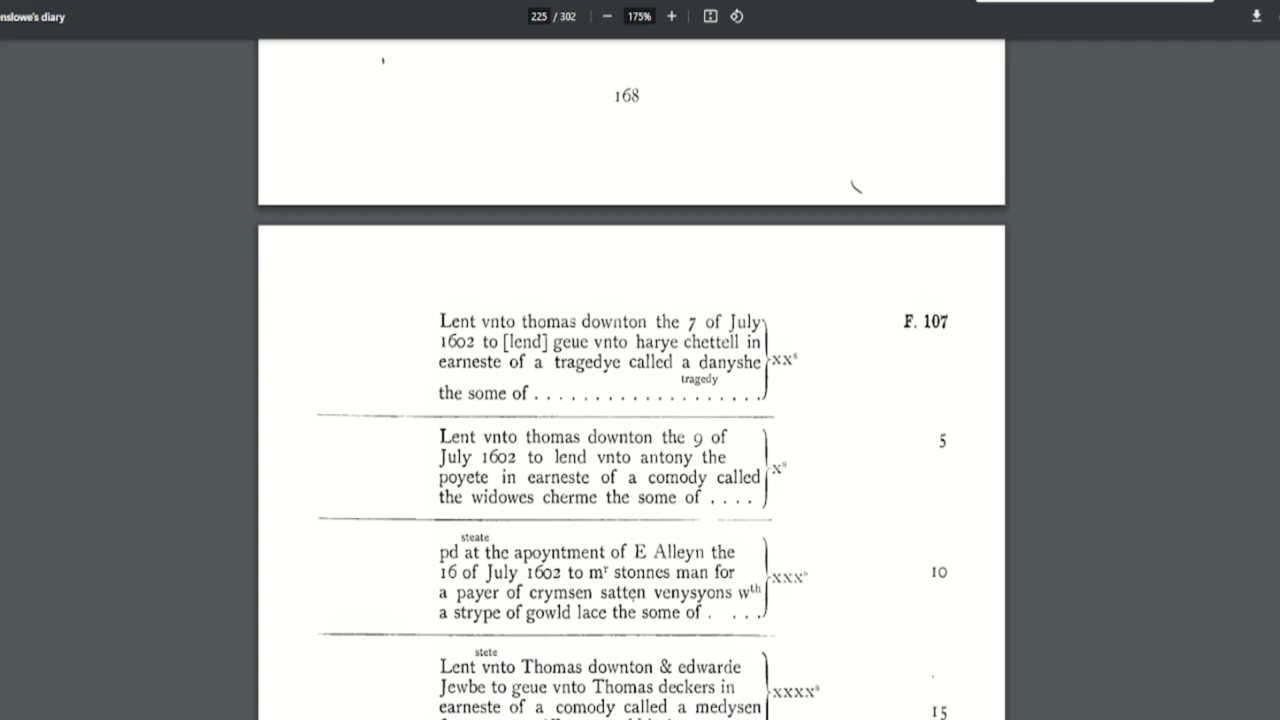 nslowe's diary
225 / 302
175%
168
Lent vnto thomas downton the 7 of July
F. 107
1602 to [lend] geue vnto harye chettell in
earneste of a tragedye called a danyshe
xxˢ
tragedy
the some of . . . . . . . . . . . . . . . . . .
Lent vnto thomas downton the 9 of
5
July 1602 to lend vnto antony the
poyete in earneste of a comody called
xˢ
the widowes cherme the some of . . . .
steate
pd at the apoyntment of E Alleyn the
16 of July 1602 to mʳ stonnes man for
10
xxxˢ
a payer of crymsen satten venysyons wᵗʰ
a strype of gowld lace the some of . . . .
stete
Lent vnto Thomas downton & edwarde
Jewbe to geue vnto Thomas deckers in
xxxxˢ
earneste of a comody called a medysen
15